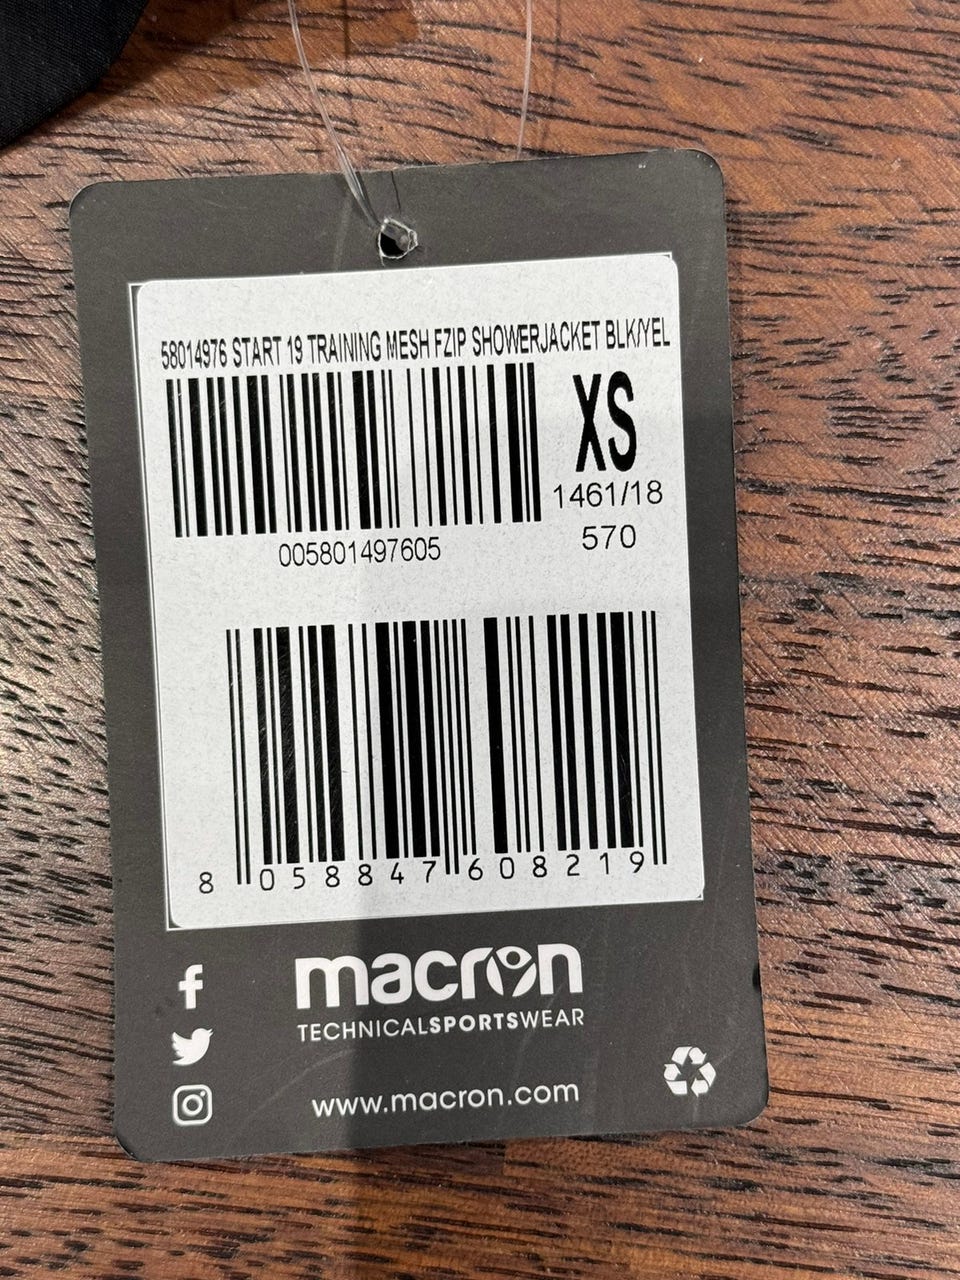 58014976 START 19 TRAINING MESH FZIP SHOWERJACKET BLK/YEL
XS
1461/18
005801497605
570
8 058847 608219
macron
TECHNICALSPORTSWEAR
www.macron.com